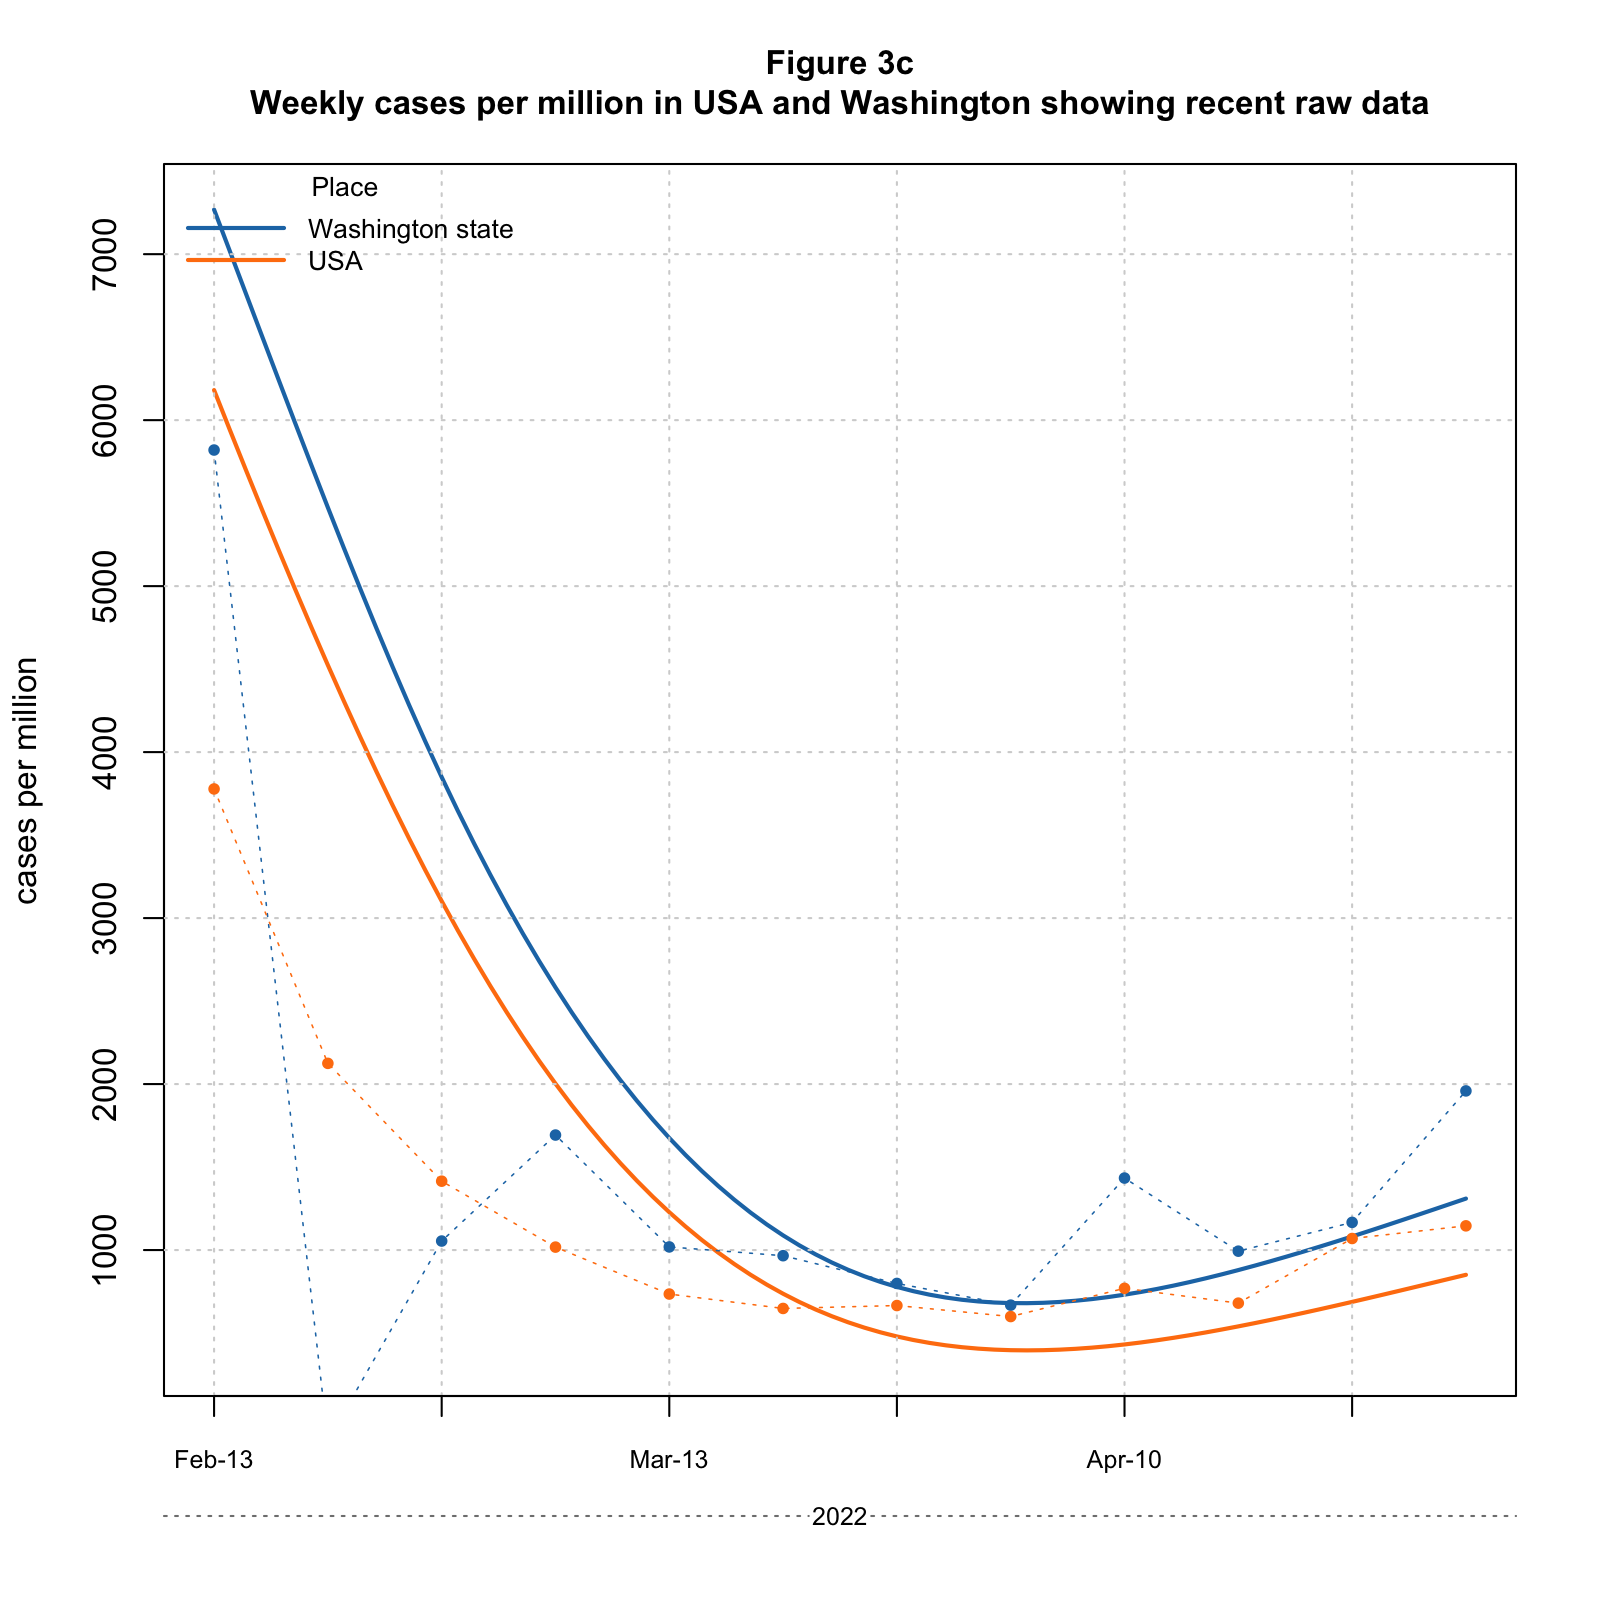 Figure 3c
Weekly cases per million in USA and Washington showing recent raw data
Place
Washington state
USA
cases per million
7000
6000
5000
4000
3000
2000
1000
Feb-13
Mar-13
Apr-10
2022